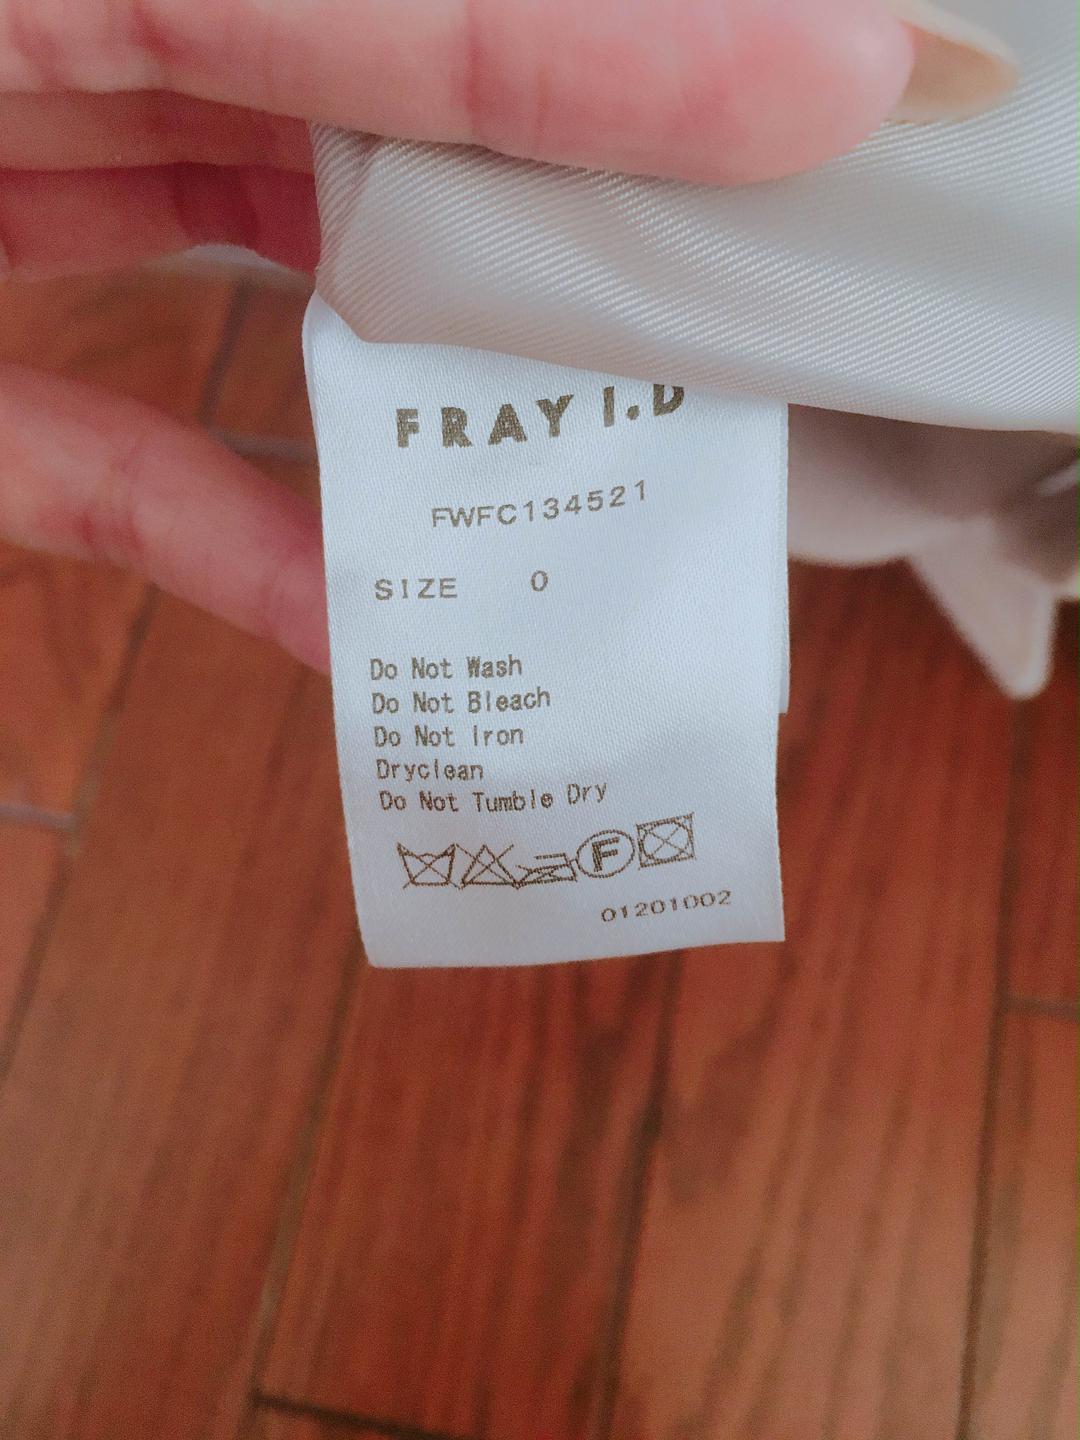 FRAY I.D
FWFC134521
SIZE 0
Do Not Wash
Do Not Bleach
Do Not Iron
Dryclean
Do Not Tumble Dry
F
01201002